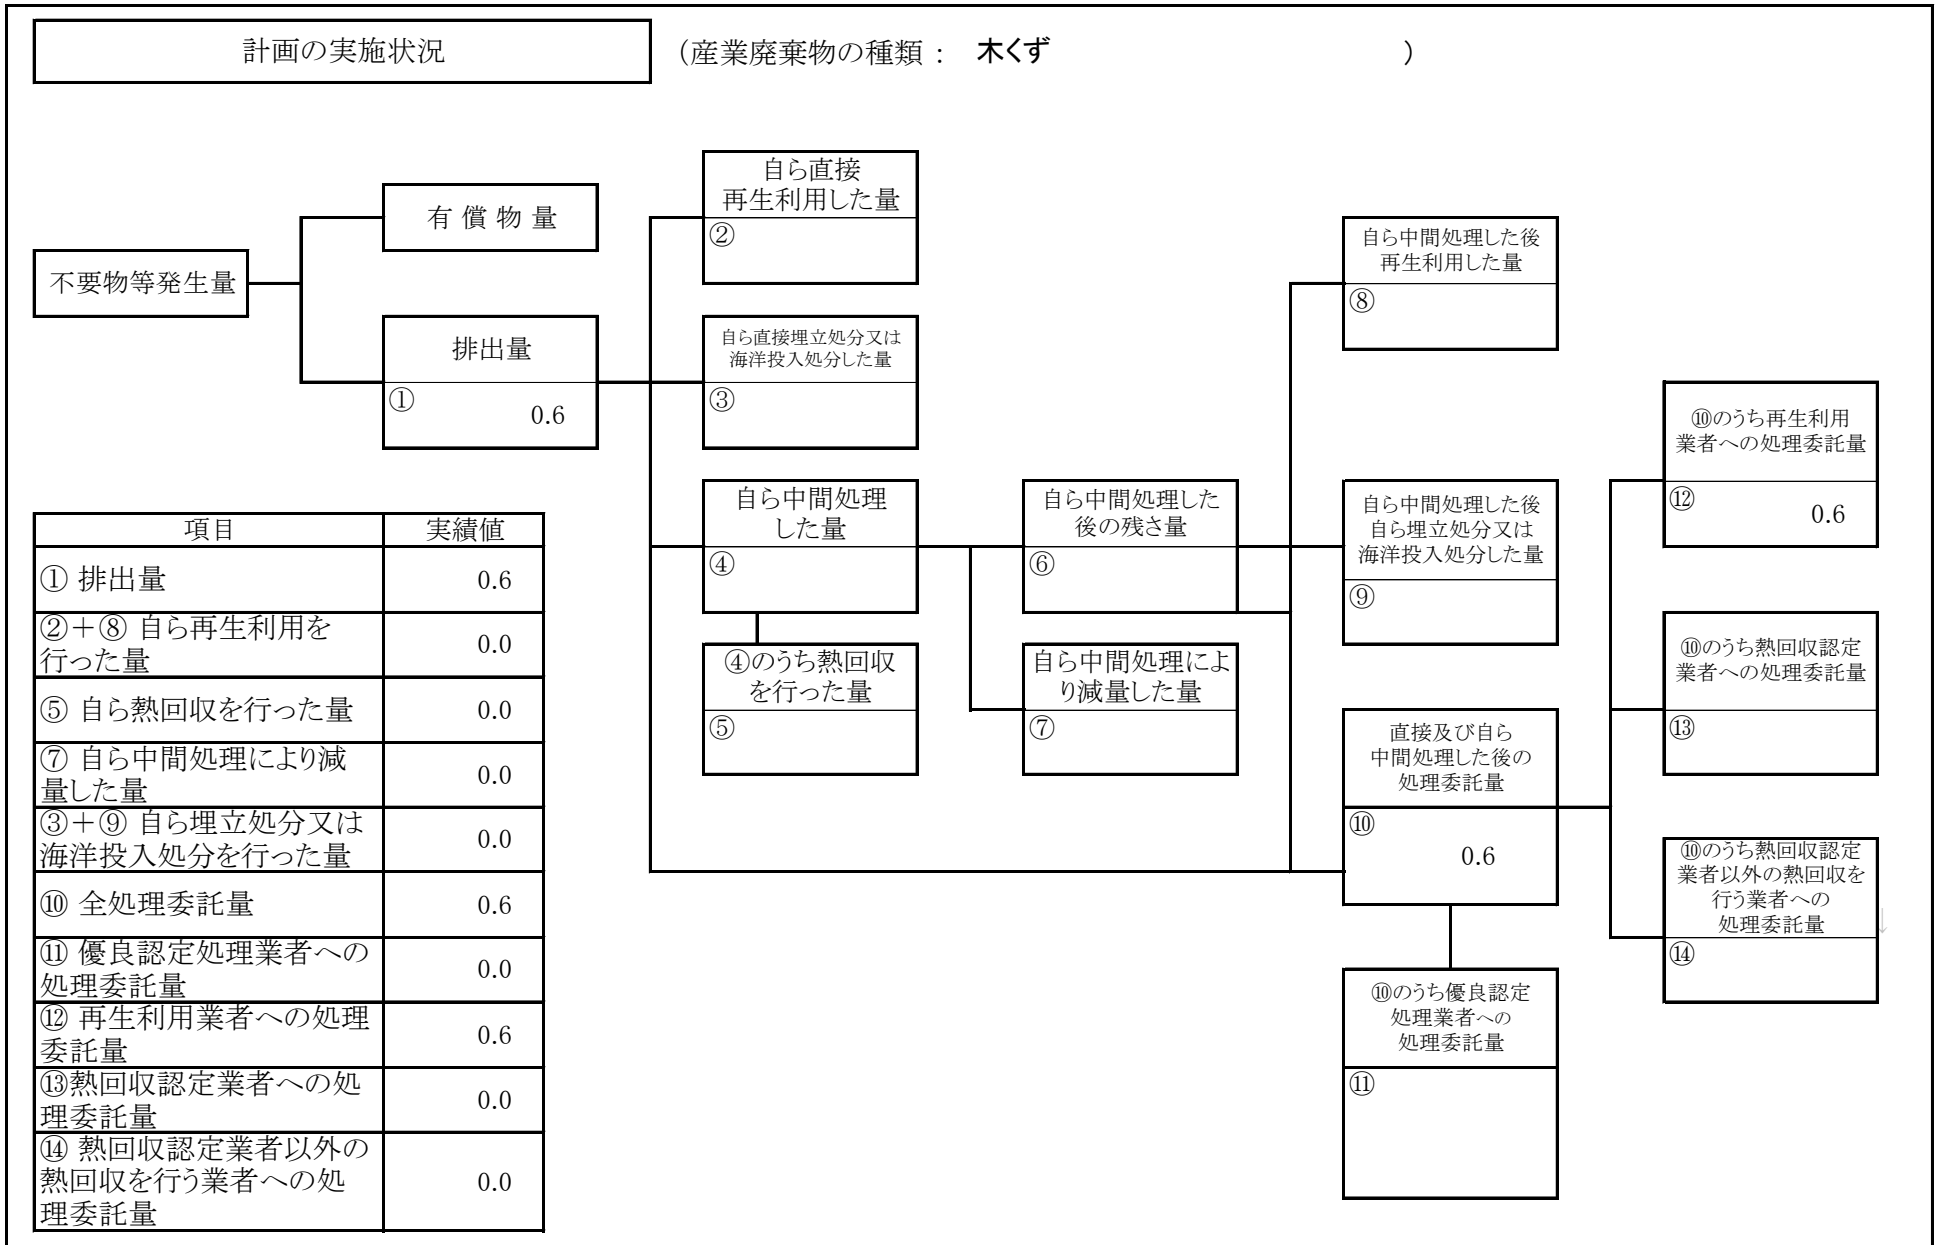 計画の実施状況
（産業廃棄物の種類： 木くず ）
不要物等発生量
有償物量
排出量
①
0.6
自ら直接
再生利用した量
②
自ら直接埋立処分又は
海洋投入処分した量
③
自ら中間処理
した量
④
④のうち熱回収
を行った量
⑤
自ら中間処理した
後の残さ量
⑥
自ら中間処理によ
り減量した量
⑦
自ら中間処理した後
再生利用した量
⑧
自ら中間処理した後
自ら埋立処分又は
海洋投入処分した量
⑨
直接及び自ら
中間処理した後の
処理委託量
⑩
0.6
⑩のうち優良認定
処理業者への
処理委託量
⑪
⑩のうち再生利用
業者への処理委託量
⑫
0.6
⑩のうち熱回収認定
業者への処理委託量
⑬
⑩のうち熱回収認定
業者以外の熱回収を
行う業者への
処理委託量
⑭
項目 実績値
① 排出量 0.6
②＋⑧ 自ら再生利用を
行った量 0.0
⑤ 自ら熱回収を行った量 0.0
⑦ 自ら中間処理により減
量した量 0.0
③＋⑨ 自ら埋立処分又は
海洋投入処分を行った量 0.0
⑩ 全処理委託量 0.6
⑪ 優良認定処理業者への
処理委託量 0.0
⑫ 再生利用業者への処理
委託量 0.6
⑬熱回収認定業者への処
理委託量 0.0
⑭ 熱回収認定業者以外の
熱回収を行う業者への処
理委託量 0.0